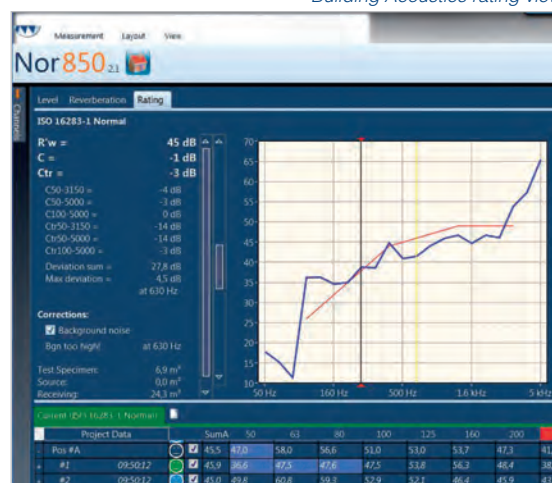 Building Acoustics rating vie
Measurement Layout View
Nor850 2.1
Channels
Level Reverberation Rating
ISO 16283-1 Normal
R'w = 45 dB
C = -1 dB
Ctr = -3 dB
C50-3150 = -4 dB
C50-5000 = -3 dB
C100-5000 = 0 dB
Ctr50-3150 = -14 dB
Ctr50-5000 = -14 dB
Ctr100-5000 = -3 dB
Deviation sum = 27,8 dB
Max deviation = 4,5 dB
at 630 Hz
Corrections:
Background noise
Bgn too high! at 630 Hz
Test Specimen: 6,9 m²
Source: 0,0 m³
Receiving: 24,3 m³
70
65
60
55
50
45
40
35
30
25
20
15
10
50 Hz 160 Hz 500 Hz 1.6 kHz 5 kH
Current (ISO 16283-1 Normal)
Project Data SumA 50 63 80 100 125 160 200
Pos #A 45,5 47,0 58,0 56,6 51,0 53,0 53,7 47,3 41
#1 09:50:12 45,9 36,6 47,5 47,6 47,5 53,8 56,3 48,4 38
#2 09:50:12 45,0 49,8 60,8 59,3 52,9 52,1 46,4 45,9 43